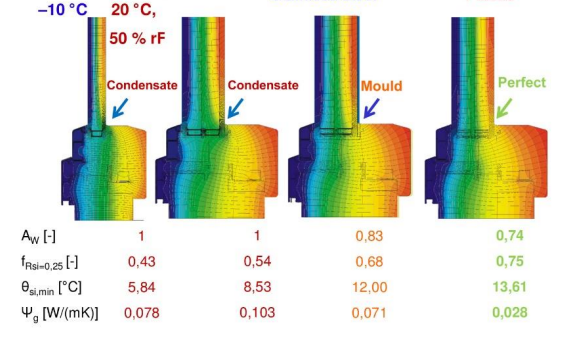 –10 °C 20 °C,
50 % rF
Condensate Condensate Mould Perfect
A_W [-] 1 1 0,83 0,74
f_Rsi=0,25 [-] 0,43 0,54 0,68 0,75
θ_si,min [°C] 5,84 8,53 12,00 13,61
Ψ_g [W/(mK)] 0,078 0,103 0,071 0,028